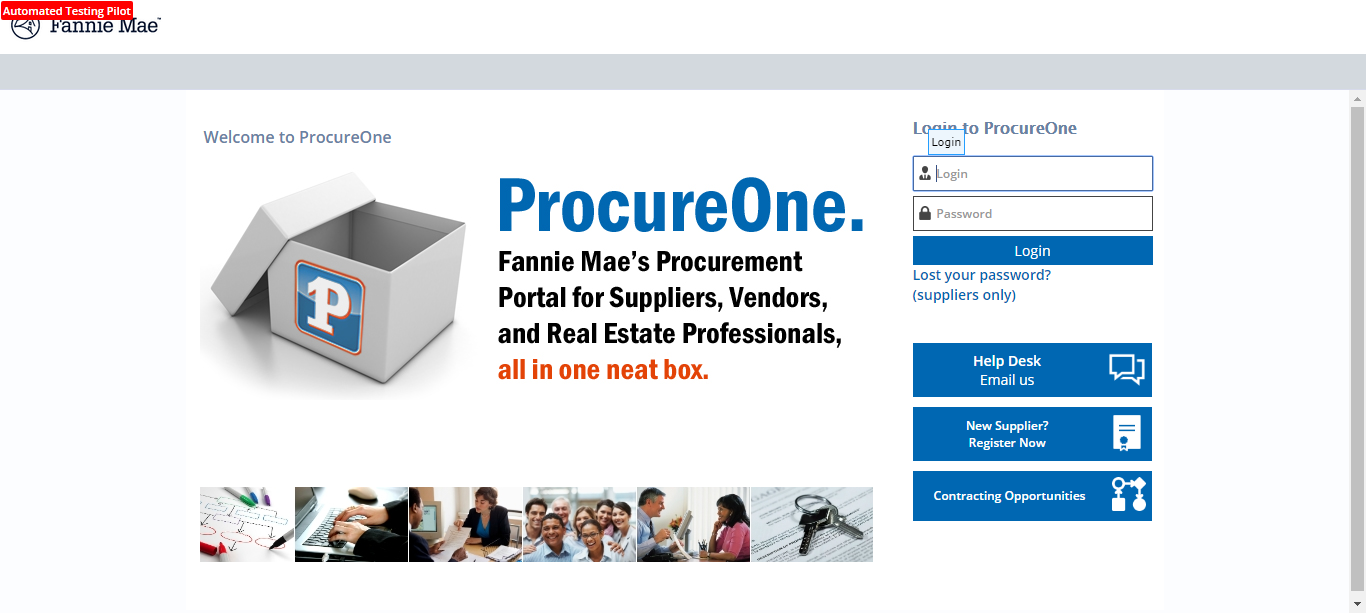 Automated Testing Pilot
Fannie Mae
Welcome to ProcureOne
ProcureOne.
Fannie Mae’s Procurement
Portal for Suppliers, Vendors,
and Real Estate Professionals,
all in one neat box.
P
Login to ProcureOne
Login
Login
Password
Login
Lost your password?
(suppliers only)
Help Desk
Email us
New Supplier?
Register Now
Contracting Opportunities